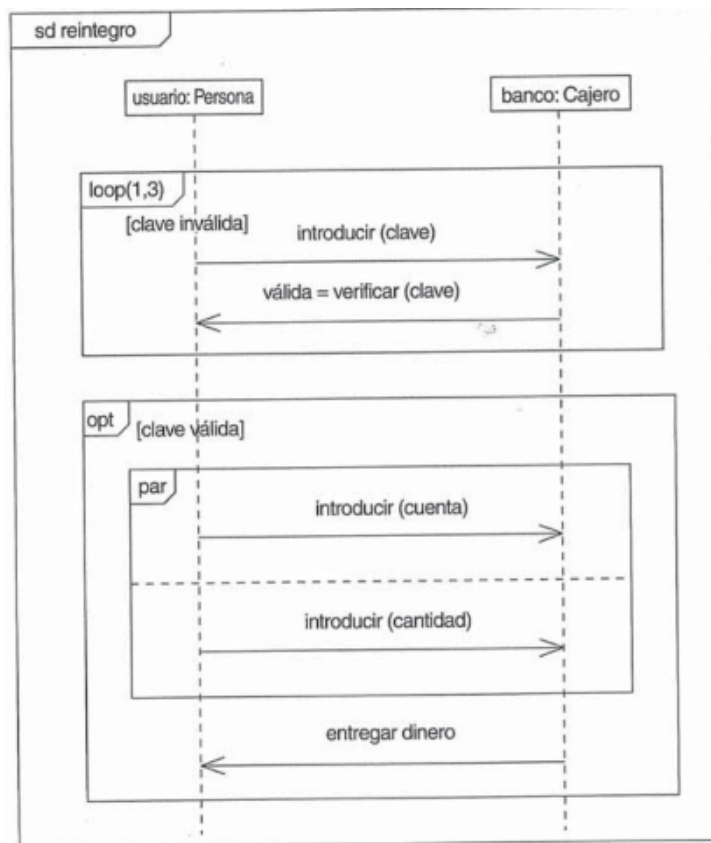 sd reintegro
usuario: Persona
banco: Cajero
loop(1,3)
[clave inválida]
introducir (clave)
válida = verificar (clave)
opt
[clave válida]
par
introducir (cuenta)
introducir (cantidad)
entregar dinero